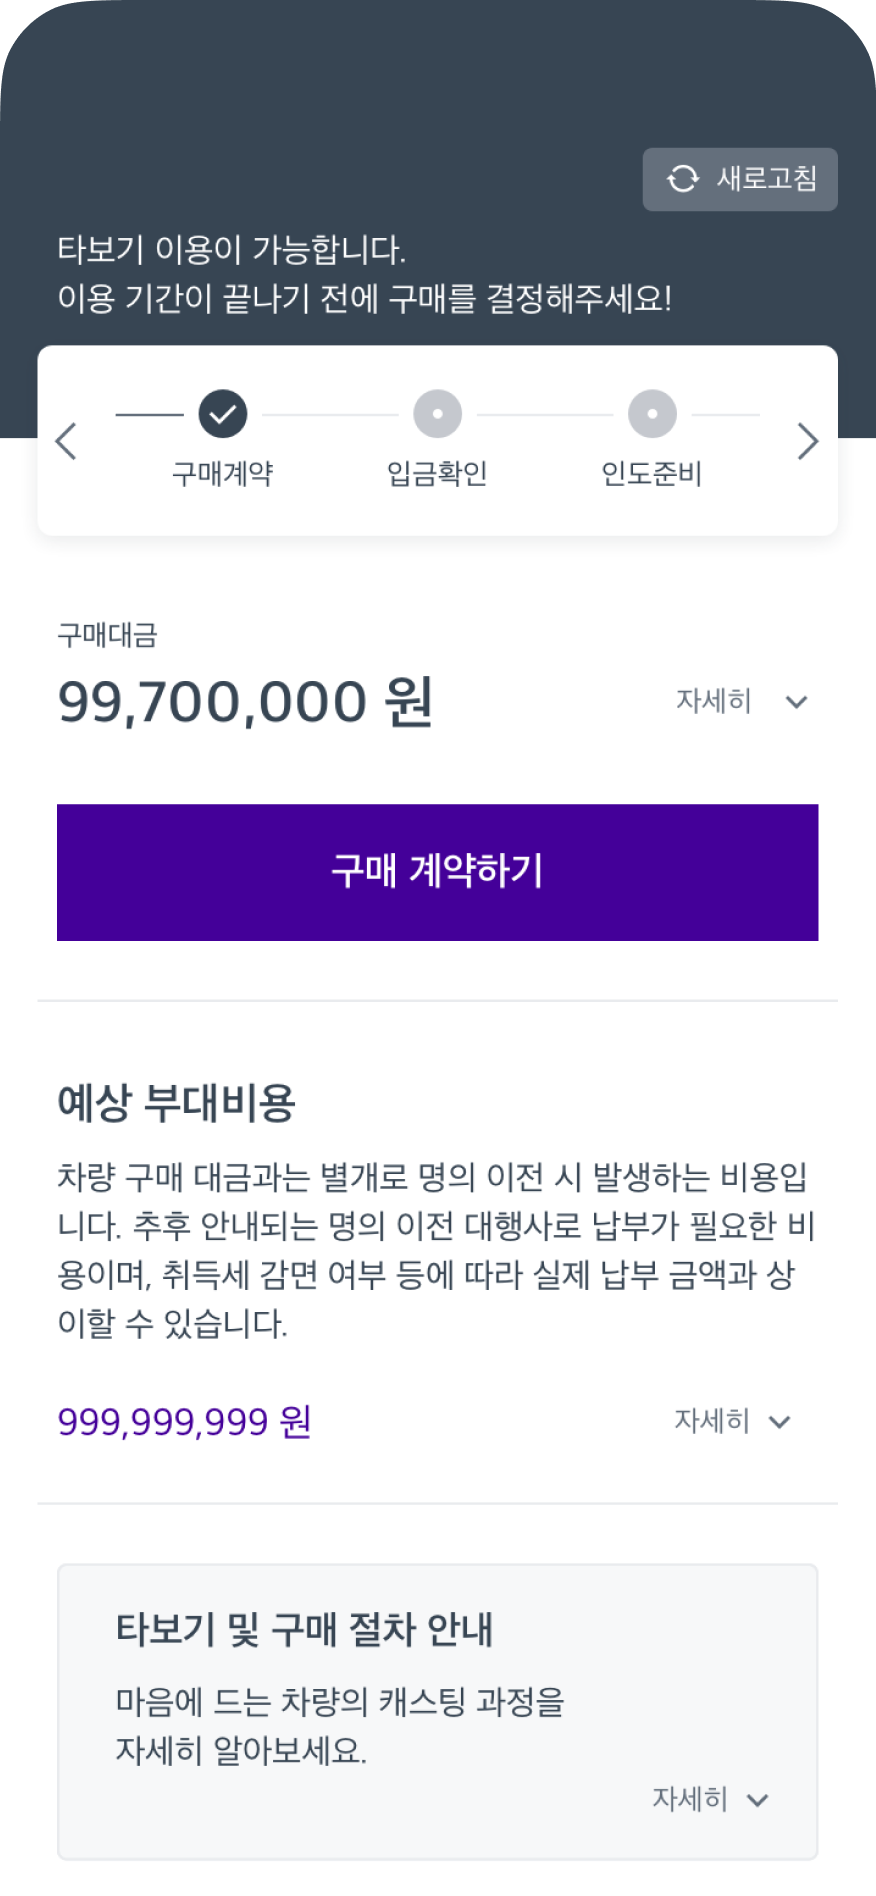 새로고침
타보기 이용이 가능합니다.
이용 기간이 끝나기 전에 구매를 결정해주세요!
구매계약
입금확인
인도준비
구매대금
99,700,000 원
자세히
구매 계약하기
예상 부대비용
차량 구매 대금과는 별개로 명의 이전 시 발생하는 비용입
니다. 추후 안내되는 명의 이전 대행사로 납부가 필요한 비
용이며, 취득세 감면 여부 등에 따라 실제 납부 금액과 상
이할 수 있습니다.
999,999,999 원
자세히
타보기 및 구매 절차 안내
마음에 드는 차량의 캐스팅 과정을
자세히 알아보세요.
자세히